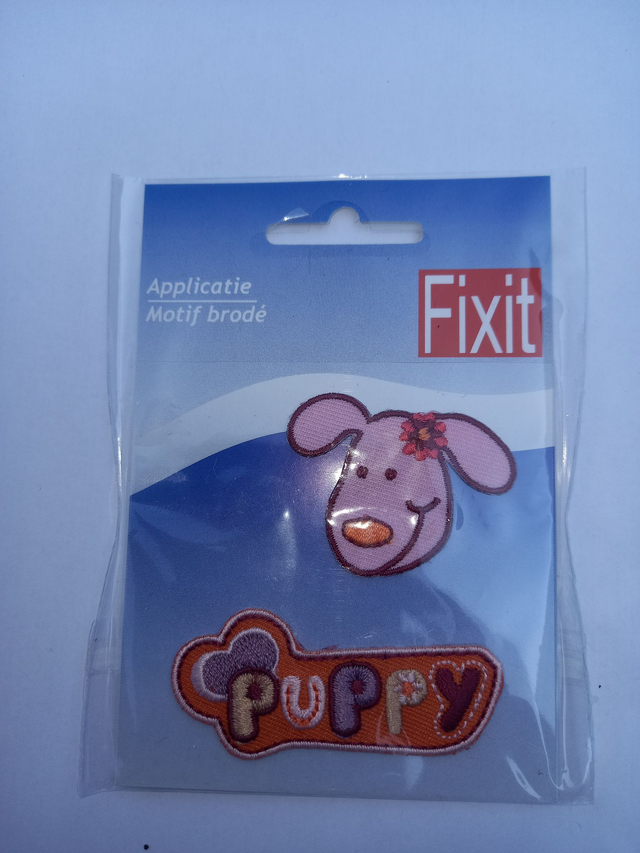 Applicatie
Motif brodé
Fixit
puppy